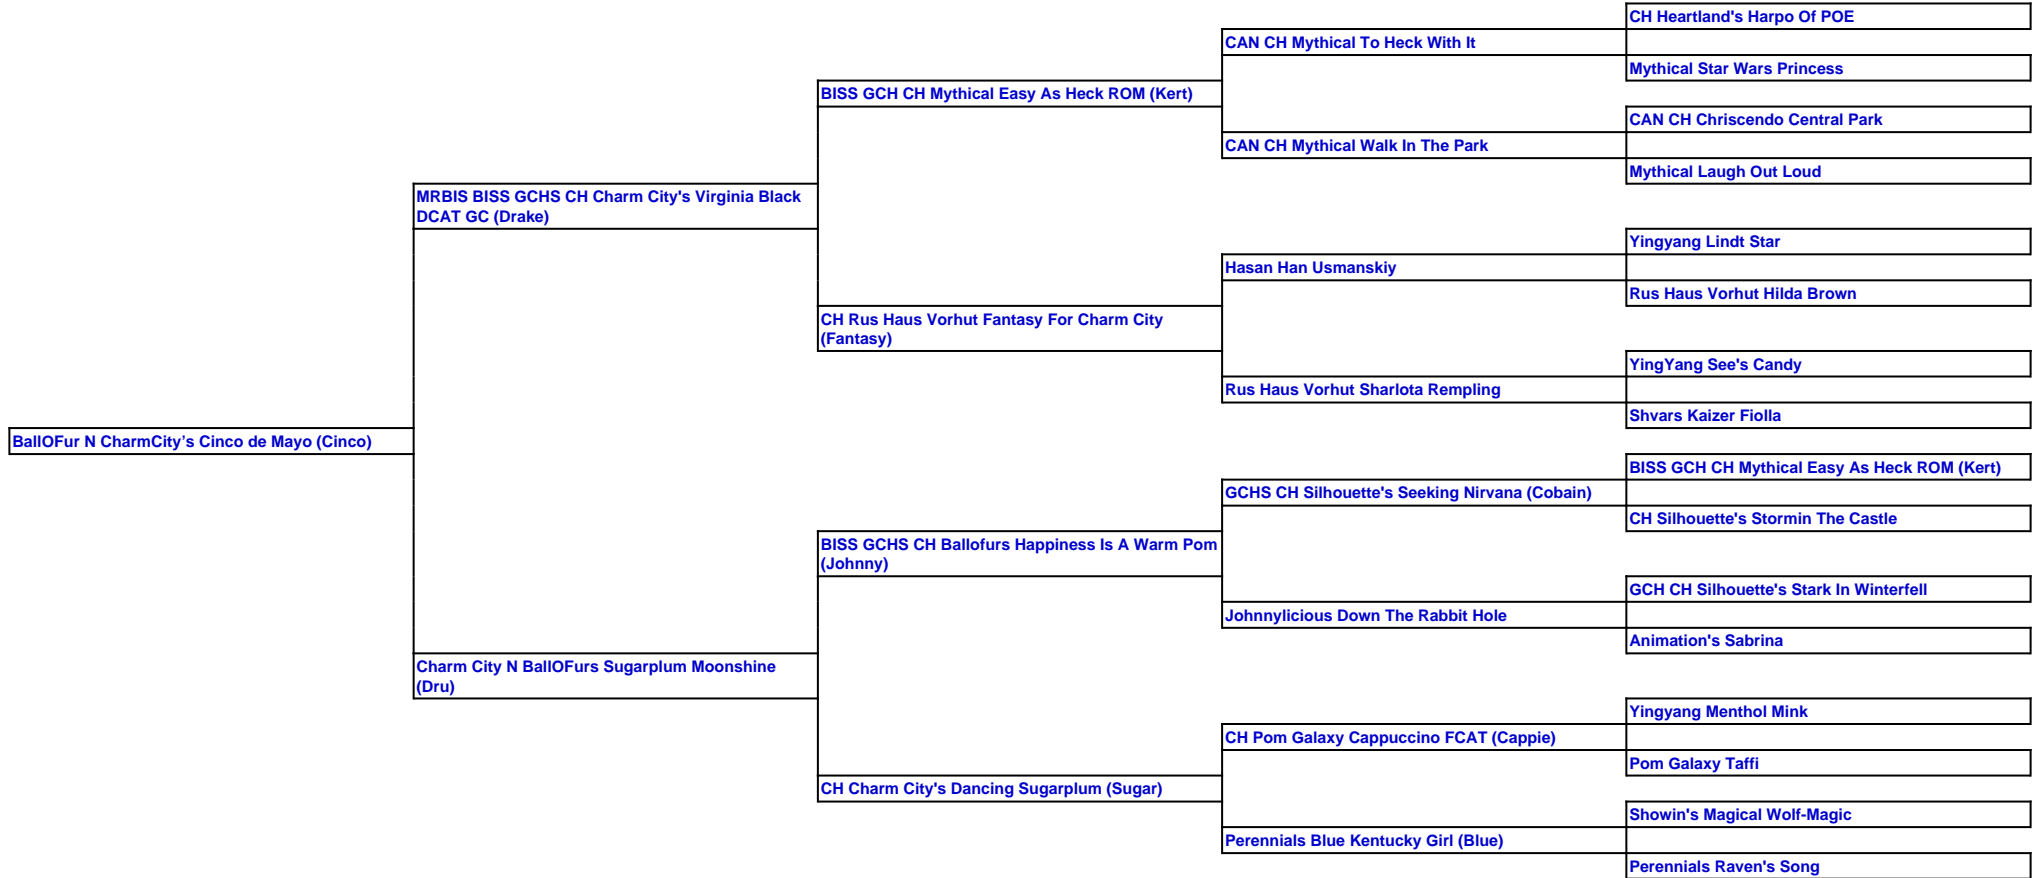 CH Heartland's Harpo Of POE
CAN CH Mythical To Heck With It
Mythical Star Wars Princess
BISS GCH CH Mythical Easy As Heck ROM (Kert)
CAN CH Chriscendo Central Park
CAN CH Mythical Walk In The Park
Mythical Laugh Out Loud
MRBIS BISS GCHS CH Charm City's Virginia Black
DCAT GC (Drake)
Yingyang Lindt Star
Hasan Han Usmanskiy
Rus Haus Vorhut Hilda Brown
CH Rus Haus Vorhut Fantasy For Charm City
(Fantasy)
YingYang See's Candy
Rus Haus Vorhut Sharlota Rempling
Shvars Kaizer Fiolla
BallOFur N CharmCity’s Cinco de Mayo (Cinco)
BISS GCH CH Mythical Easy As Heck ROM (Kert)
GCHS CH Silhouette's Seeking Nirvana (Cobain)
CH Silhouette's Stormin The Castle
BISS GCHS CH Ballofurs Happiness Is A Warm Pom
(Johnny)
GCH CH Silhouette's Stark In Winterfell
Johnnylicious Down The Rabbit Hole
Animation's Sabrina
Charm City N BallOFurs Sugarplum Moonshine
(Dru)
Yingyang Menthol Mink
CH Pom Galaxy Cappuccino FCAT (Cappie)
Pom Galaxy Taffi
CH Charm City's Dancing Sugarplum (Sugar)
Showin's Magical Wolf-Magic
Perennials Blue Kentucky Girl (Blue)
Perennials Raven's Song